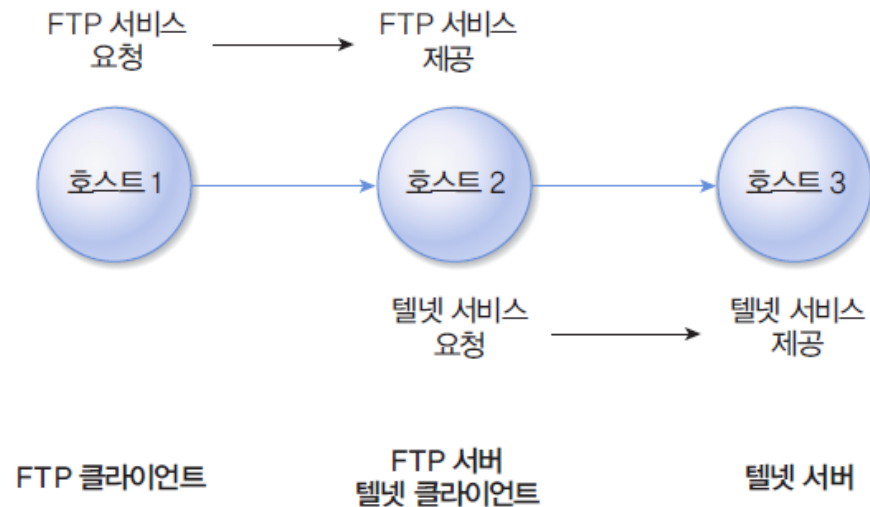 FTP 서비스
요청
FTP 서비스
제공
호스트 1
호스트 2
호스트 3
텔넷 서비스
요청
텔넷 서비스
제공
FTP 클라이언트
FTP 서버
텔넷 클라이언트
텔넷 서버